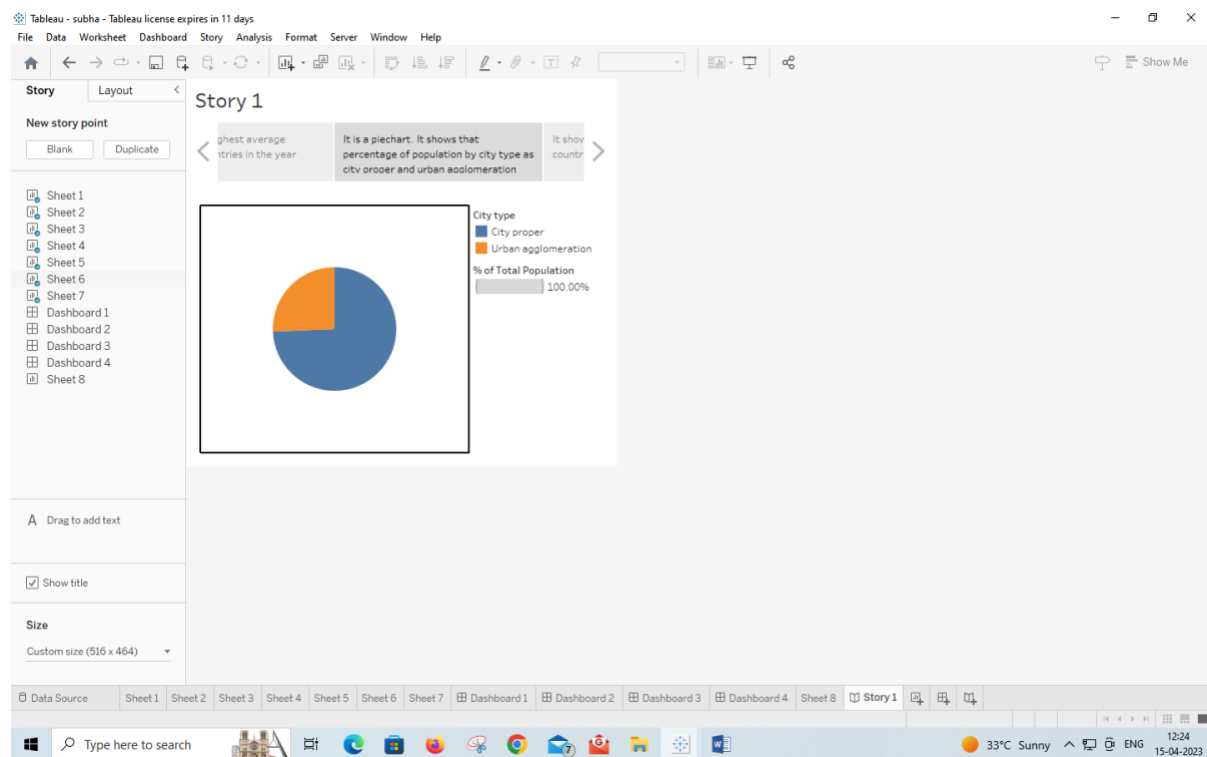 Tableau - subha - Tableau license expires in 11 days
File Data Worksheet Dashboard Story Analysis Format Server Window Help
Show Me
Story Layout
New story point
Blank Duplicate
Sheet 1
Sheet 2
Sheet 3
Sheet 4
Sheet 5
Sheet 6
Sheet 7
Dashboard 1
Dashboard 2
Dashboard 3
Dashboard 4
Sheet 8
A Drag to add text
Show title
Size
Custom size (516 x 464)
Story 1
ghest average
ntries in the year
It is a piechart. It shows that
percentage of population by city type as
city proper and urban agglomeration
It shov
countr
City type
City proper
Urban agglomeration
% of Total Population
100.00%
Data Source Sheet 1 Sheet 2 Sheet 3 Sheet 4 Sheet 5 Sheet 6 Sheet 7 Dashboard 1 Dashboard 2 Dashboard 3 Dashboard 4 Sheet 8 Story 1
Type here to search
33°C Sunny
ENG
12:24
15-04-2023